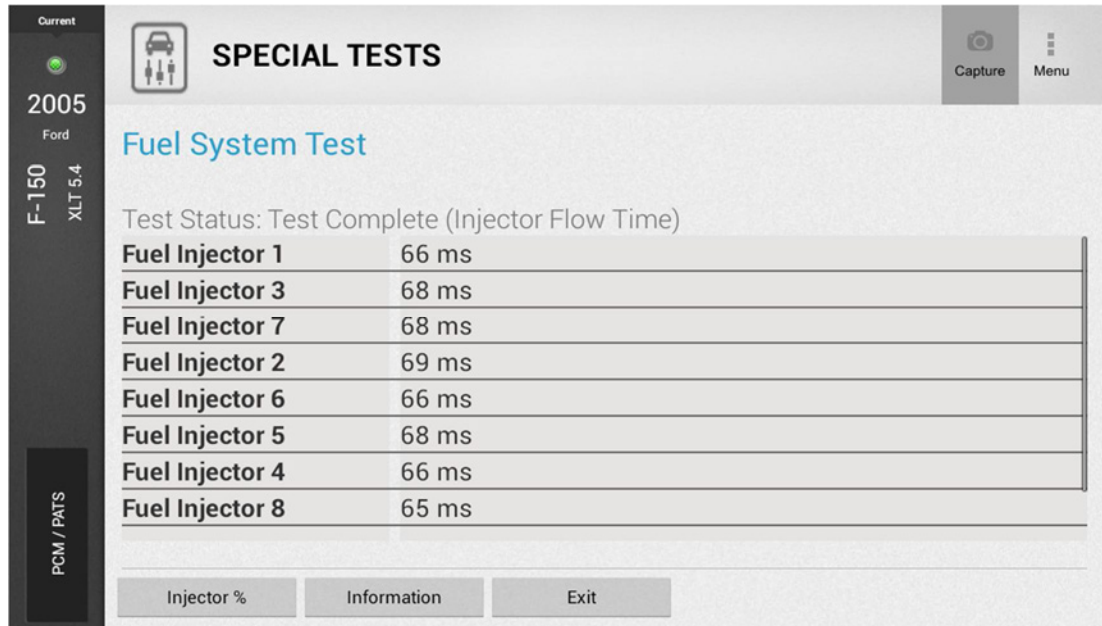 Current
2005
Ford
F-150
XLT 5.4
PCM / PATS
SPECIAL TESTS
Capture
Menu
Fuel System Test
Test Status: Test Complete (Injector Flow Time)
Fuel Injector 1 66 ms
Fuel Injector 3 68 ms
Fuel Injector 7 68 ms
Fuel Injector 2 69 ms
Fuel Injector 6 66 ms
Fuel Injector 5 68 ms
Fuel Injector 4 66 ms
Fuel Injector 8 65 ms
Injector % Information Exit